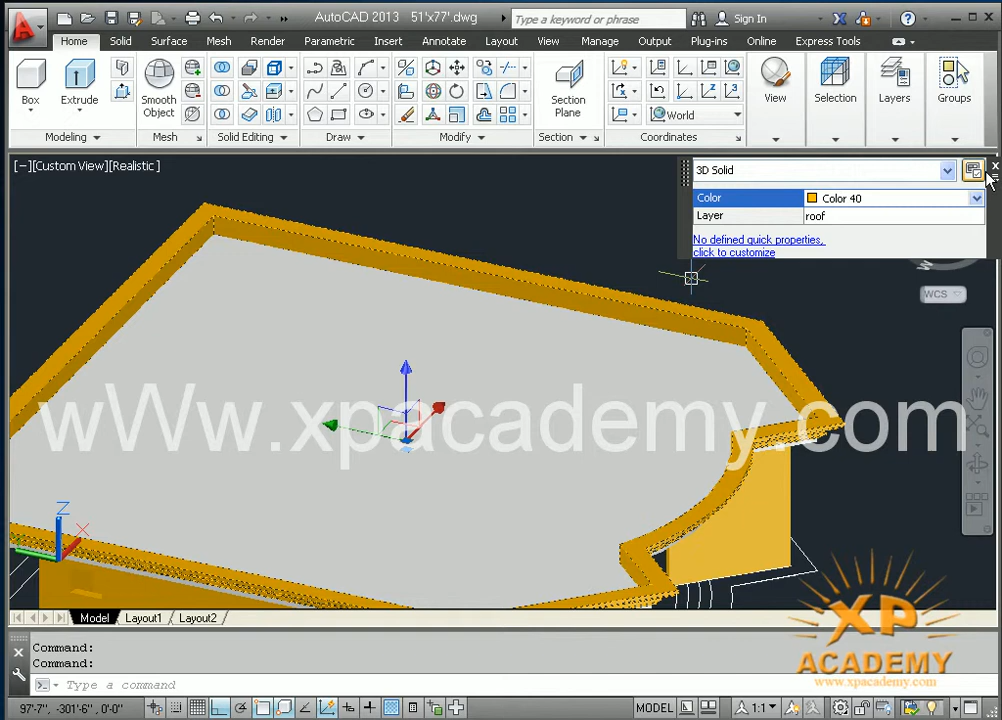 AutoCAD 2013 51'x77'.dwg
Type a keyword or phrase
Sign In
Home Solid Surface Mesh Render Parametric Insert Annotate Layout View Manage Output Plug-ins Online Express Tools
Box
Extrude
Smooth Object
Section Plane
World
View
Selection
Layers
Groups
Modeling Mesh Solid Editing Draw Modify Section Coordinates
[−][Custom View][Realistic]
3D Solid
Color Color 40
Layer roof
No defined quick properties,
click to customize
WCS
wWw.xpacademy.com
Z
X
Model Layout1 Layout2
XP
ACADEMY
www.xpacademy.com
Command:
Command:
Type a command
97'-7", -301'-6", 0'-0"
MODEL
1:1